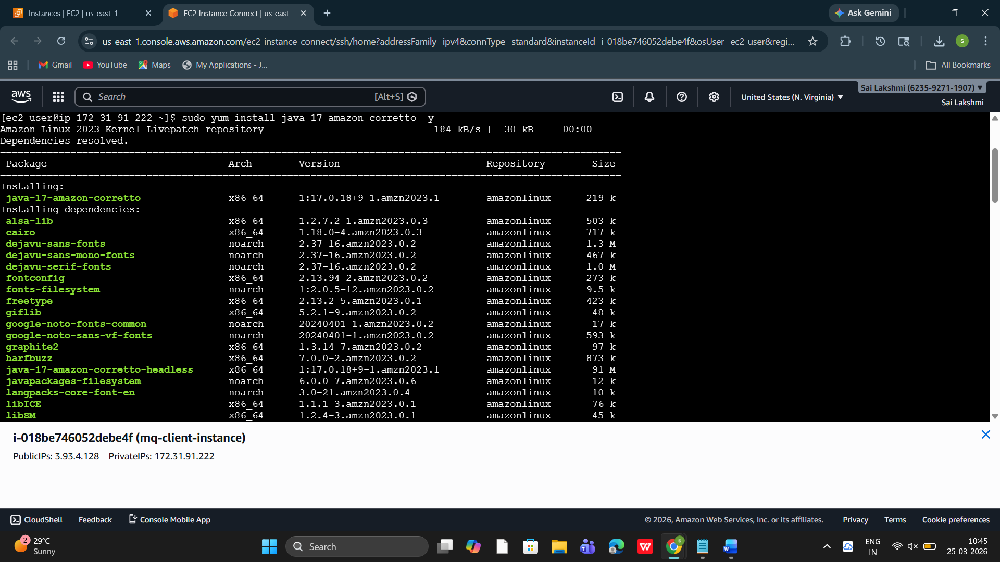 Instances | EC2 | us-east-1
EC2 Instance Connect | us-east-
Ask Gemini
us-east-1.console.aws.amazon.com/ec2-instance-connect/ssh/home?addressFamily=ipv4&connType=standard&instanceId=i-018be746052debe4f&osUser=ec2-user&regi...
S
Gmail
YouTube
Maps
My Applications - J...
All Bookmarks
aws
Search
[Alt+S]
United States (N. Virginia) ▼
Sai Lakshmi (6235-9271-1907) ▼
Sai Lakshmi
[ec2-user@ip-172-31-91-222 ~]$ sudo yum install java-17-amazon-corretto -y
Amazon Linux 2023 Kernel Livepatch repository 184 kB/s | 30 kB 00:00
Dependencies resolved.
================================================================================
Package Arch Version Repository Size
================================================================================
Installing:
java-17-amazon-corretto x86_64 1:17.0.18+9-1.amzn2023.1 amazonlinux 219 k
Installing dependencies:
alsa-lib x86_64 1.2.7.2-1.amzn2023.0.3 amazonlinux 503 k
cairo x86_64 1.18.0-4.amzn2023.0.3 amazonlinux 717 k
dejavu-sans-fonts noarch 2.37-16.amzn2023.0.2 amazonlinux 1.3 M
dejavu-sans-mono-fonts noarch 2.37-16.amzn2023.0.2 amazonlinux 467 k
dejavu-serif-fonts noarch 2.37-16.amzn2023.0.2 amazonlinux 1.0 M
fontconfig x86_64 2.13.94-2.amzn2023.0.2 amazonlinux 273 k
fonts-filesystem noarch 1:2.0.5-12.amzn2023.0.2 amazonlinux 9.5 k
freetype x86_64 2.13.2-5.amzn2023.0.1 amazonlinux 423 k
giflib x86_64 5.2.1-9.amzn2023.0.2 amazonlinux 48 k
google-noto-fonts-common noarch 20240401-1.amzn2023.0.2 amazonlinux 17 k
google-noto-sans-vf-fonts noarch 20240401-1.amzn2023.0.2 amazonlinux 593 k
graphite2 x86_64 1.3.14-7.amzn2023.0.2 amazonlinux 97 k
harfbuzz x86_64 7.0.0-2.amzn2023.0.2 amazonlinux 873 k
java-17-amazon-corretto-headless x86_64 1:17.0.18+9-1.amzn2023.1 amazonlinux 91 M
javapackages-filesystem noarch 6.0.0-7.amzn2023.0.6 amazonlinux 12 k
langpacks-core-font-en noarch 3.0-21.amzn2023.0.4 amazonlinux 10 k
libICE x86_64 1.1.1-3.amzn2023.0.1 amazonlinux 76 k
libSM x86_64 1.2.4-3.amzn2023.0.1 amazonlinux 45 k
i-018be746052debe4f (mq-client-instance)
PublicIPs: 3.93.4.128 PrivateIPs: 172.31.91.222
CloudShell
Feedback
Console Mobile App
© 2026, Amazon Web Services, Inc. or its affiliates.
Privacy
Terms
Cookie preferences
2
29°C
Sunny
Search
ENG
IN
10:45
25-03-2026